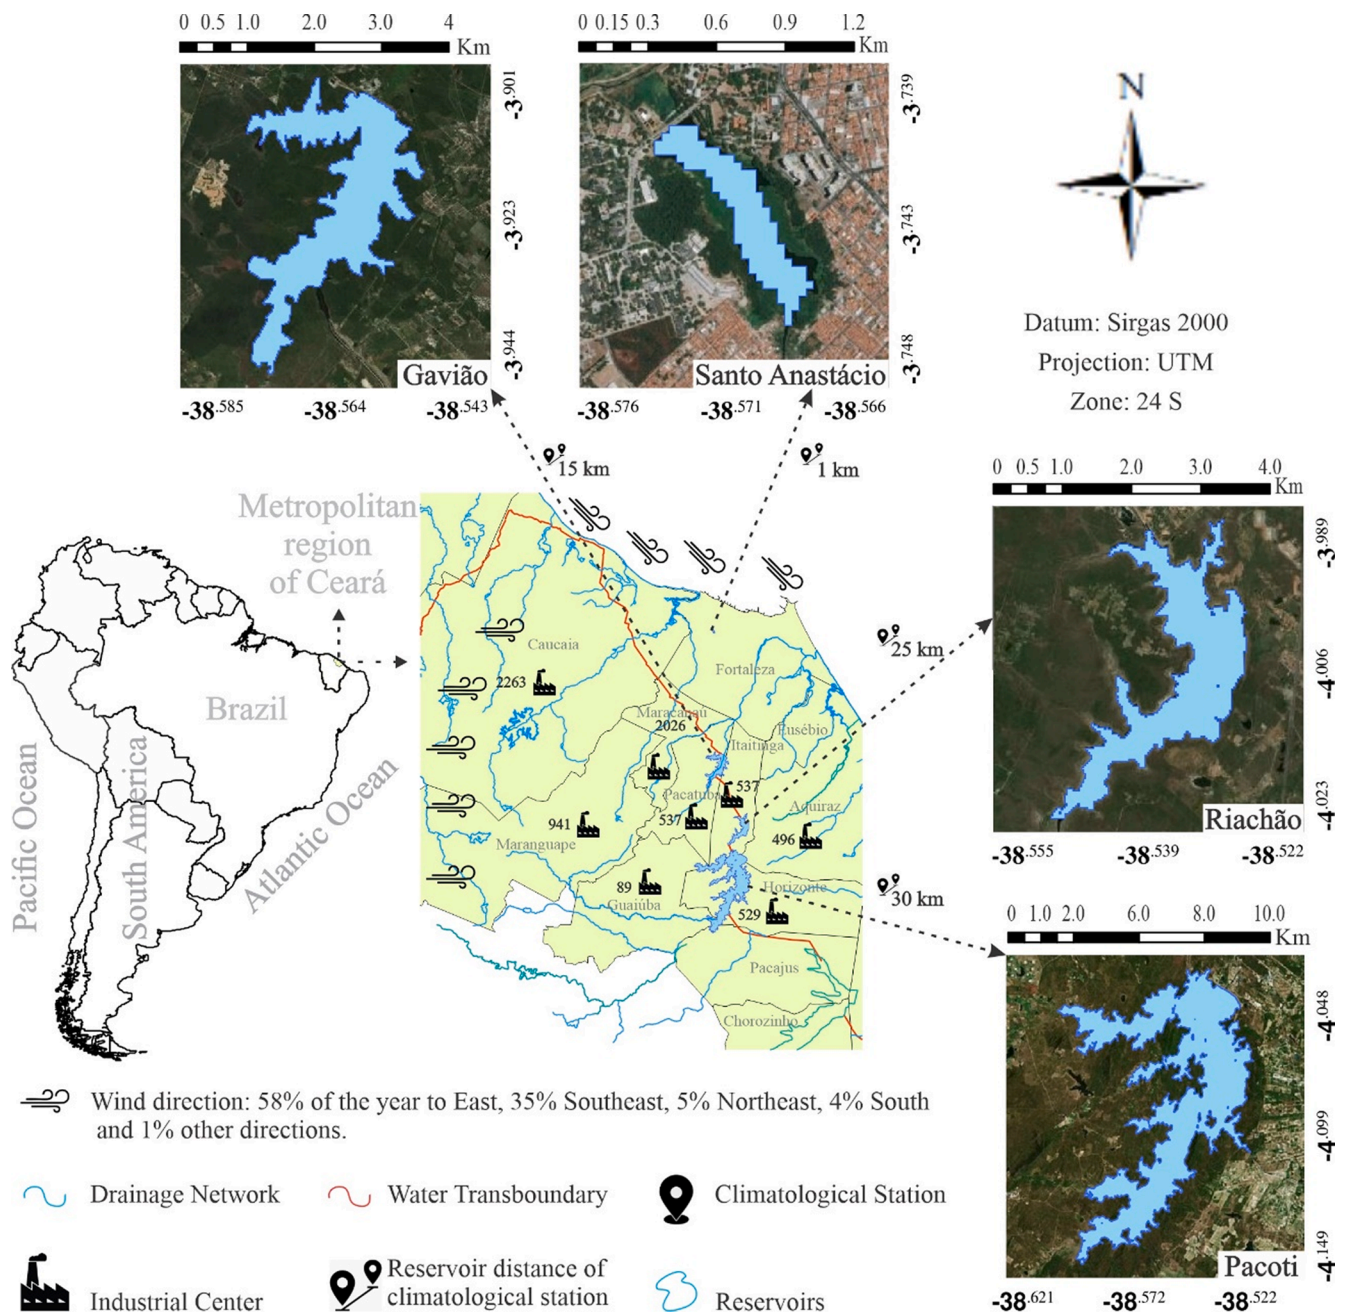 0 0.5 1.0 2.0 3.0 4 Km
-3.901
-3.923
-3.944
Gavião
-38.585 -38.564 -38.543
0 0.15 0.3 0.6 0.9 1.2 Km
-3.739
-3.743
-3.748
Santo Anastácio
-38.576 -38.571 -38.566
N
Datum: Sirgas 2000
Projection: UTM
Zone: 24 S
15 km
1 km
25 km
30 km
Metropolitan
region
of Ceará
Brazil
South America
Pacific Ocean
Atlantic Ocean
Caucaia
2263
Fortaleza
Maracanaú
2026
Eusébio
Itaitinga
537
Pacatuba
537
Aquiraz
496
941
Maranguape
89
Guaiúba
Horizonte
529
Pacajus
Chorozinho
0 0.5 1.0 2.0 3.0 4.0
Km
-3.989
-4.006
-4.023
Riachão
-38.555 -38.539 -38.522
0 1.0 2.0 6.0 8.0 10.0
Km
-4.048
-4.099
-4.149
Pacoti
-38.621 -38.572 -38.522
Wind direction: 58% of the year to East, 35% Southeast, 5% Northeast, 4% South
and 1% other directions.
Drainage Network
Water Transboundary
Climatological Station
Industrial Center
Reservoir distance of
climatological station
Reservoirs